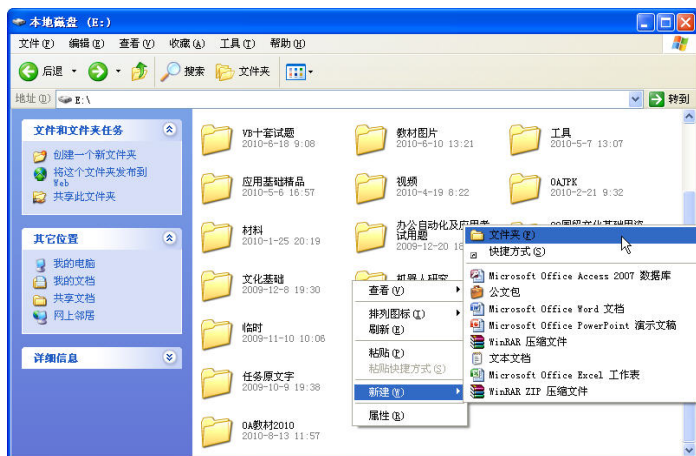 本地磁盘 (E:)
文件(F) 编辑(E) 查看(V) 收藏(A) 工具(T) 帮助(H)
后退 搜索 文件夹
地址(D) E:\ 转到
文件和文件夹任务
创建一个新文件夹
将这个文件夹发布到
Web
共享此文件夹
其它位置
我的电脑
我的文档
共享文档
网上邻居
详细信息
VB十套试题
2010-6-18 9:08
教材图片
2010-6-10 13:21
工具
2010-5-7 13:07
应用基础精品
2010-5-6 16:57
视频
2010-4-19 8:22
OAJPK
2010-2-21 9:32
材料
2010-1-25 20:19
办公自动化及应用考
试用题
2009-12-20 18
文化基础
2009-12-8 19:30
机器人研究
临时
2009-11-10 10:06
任务原文字
2009-10-9 19:38
OA教材2010
2010-8-13 11:57
查看(V)
排列图标(I)
刷新(E)
粘贴(P)
粘贴快捷方式(S)
新建(W)
属性(R)
文件夹(F)
快捷方式(S)
Microsoft Office Access 2007 数据库
公文包
Microsoft Office Word 文档
Microsoft Office PowerPoint 演示文稿
WinRAR 压缩文件
文本文档
Microsoft Office Excel 工作表
WinRAR ZIP 压缩文件